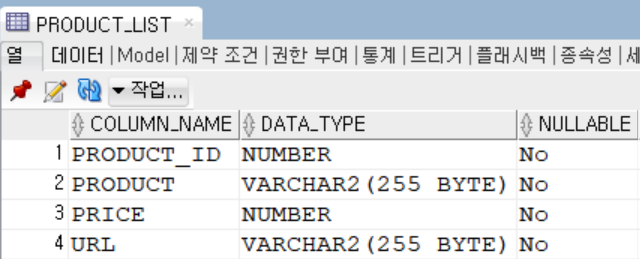 PRODUCT_LIST ×
열 데이터 | Model | 제약 조건 | 권한 부여 | 통계 | 트리거 | 플래시백 | 종속성 | 세
작업...
COLUMN_NAME DATA_TYPE NULLABLE
1 PRODUCT_ID NUMBER No
2 PRODUCT VARCHAR2(255 BYTE) No
3 PRICE NUMBER No
4 URL VARCHAR2(255 BYTE) No